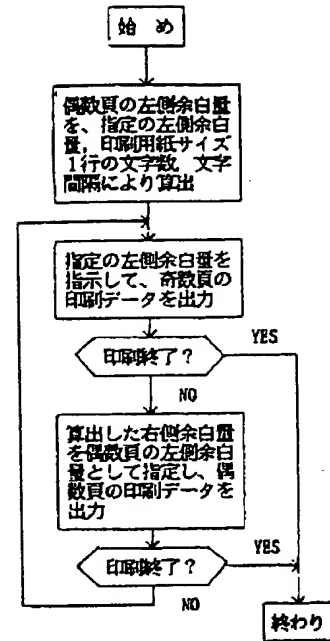 始め
偶数頁の左側余白量
を、指定の左側余白
量，印刷用紙サイズ
1行の文字数，文字
間隔により算出
指定の左側余白量を
指示して、奇数頁の
印刷データを出力
印刷終了？
YES
NO
算出した右側余白量
を偶数頁の左側余白
量として指定し、偶
数頁の印刷データを
出力
印刷終了？
YES
NO
終わり